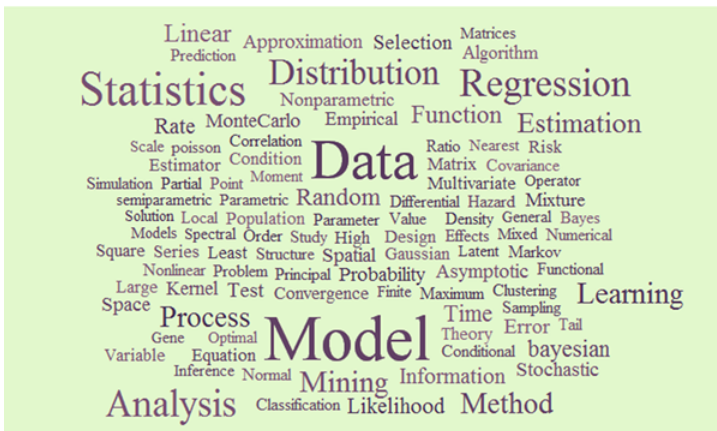 Linear Approximation Selection Matrices
Prediction Algorithm
Statistics Distribution Regression
Nonparametric
Rate MonteCarlo Empirical Function Estimation
Scale poisson Correlation Data Ratio Nearest Risk
Estimator Condition Matrix Covariance
Simulation Partial Point Moment Multivariate Operator
semiparametric Parametric Random Differential Hazard Mixture
Solution Local Population Parameter Value Density General Bayes
Models Spectral Order Study High Design Effects Mixed Numerical
Square Series Least Structure Spatial Gaussian Latent Markov
Nonlinear Problem Principal Probability Asymptotic Functional
Large Kernel Test Convergence Finite Maximum Clustering Learning
Space Process Model Time Sampling
Gene Optimal Theory Error Tail
Variable Equation Conditional bayesian
Inference Normal Mining Information Stochastic
Analysis Classification Likelihood Method